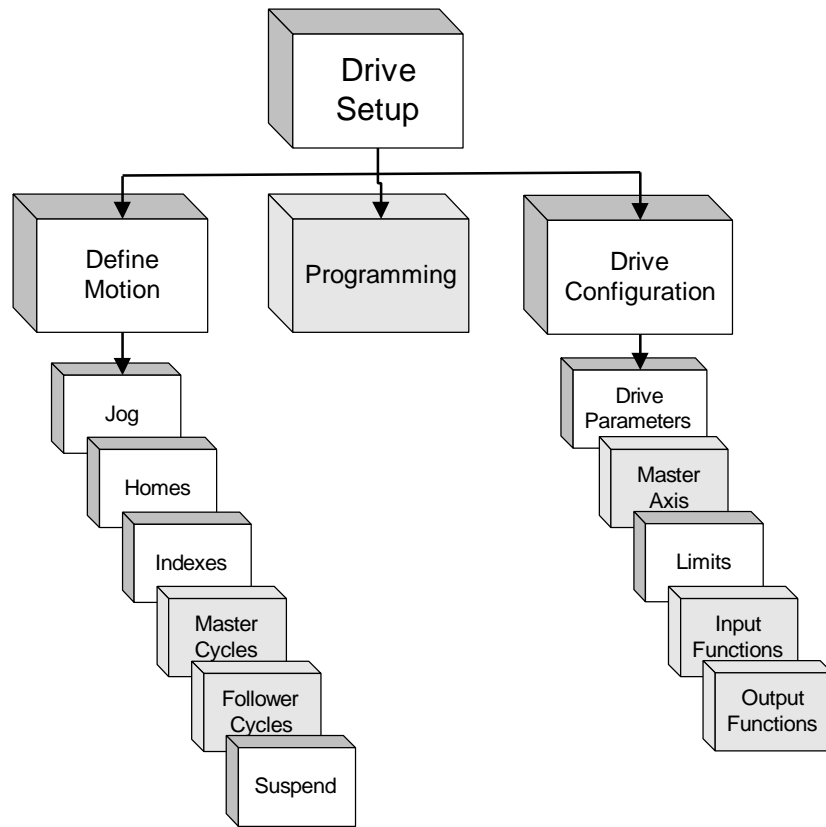 Drive
Setup
Define
Motion
Programming
Drive
Configuration
Jog
Homes
Indexes
Master
Cycles
Follower
Cycles
Suspend
Drive
Parameters
Master
Axis
Limits
Input
Functions
Output
Functions